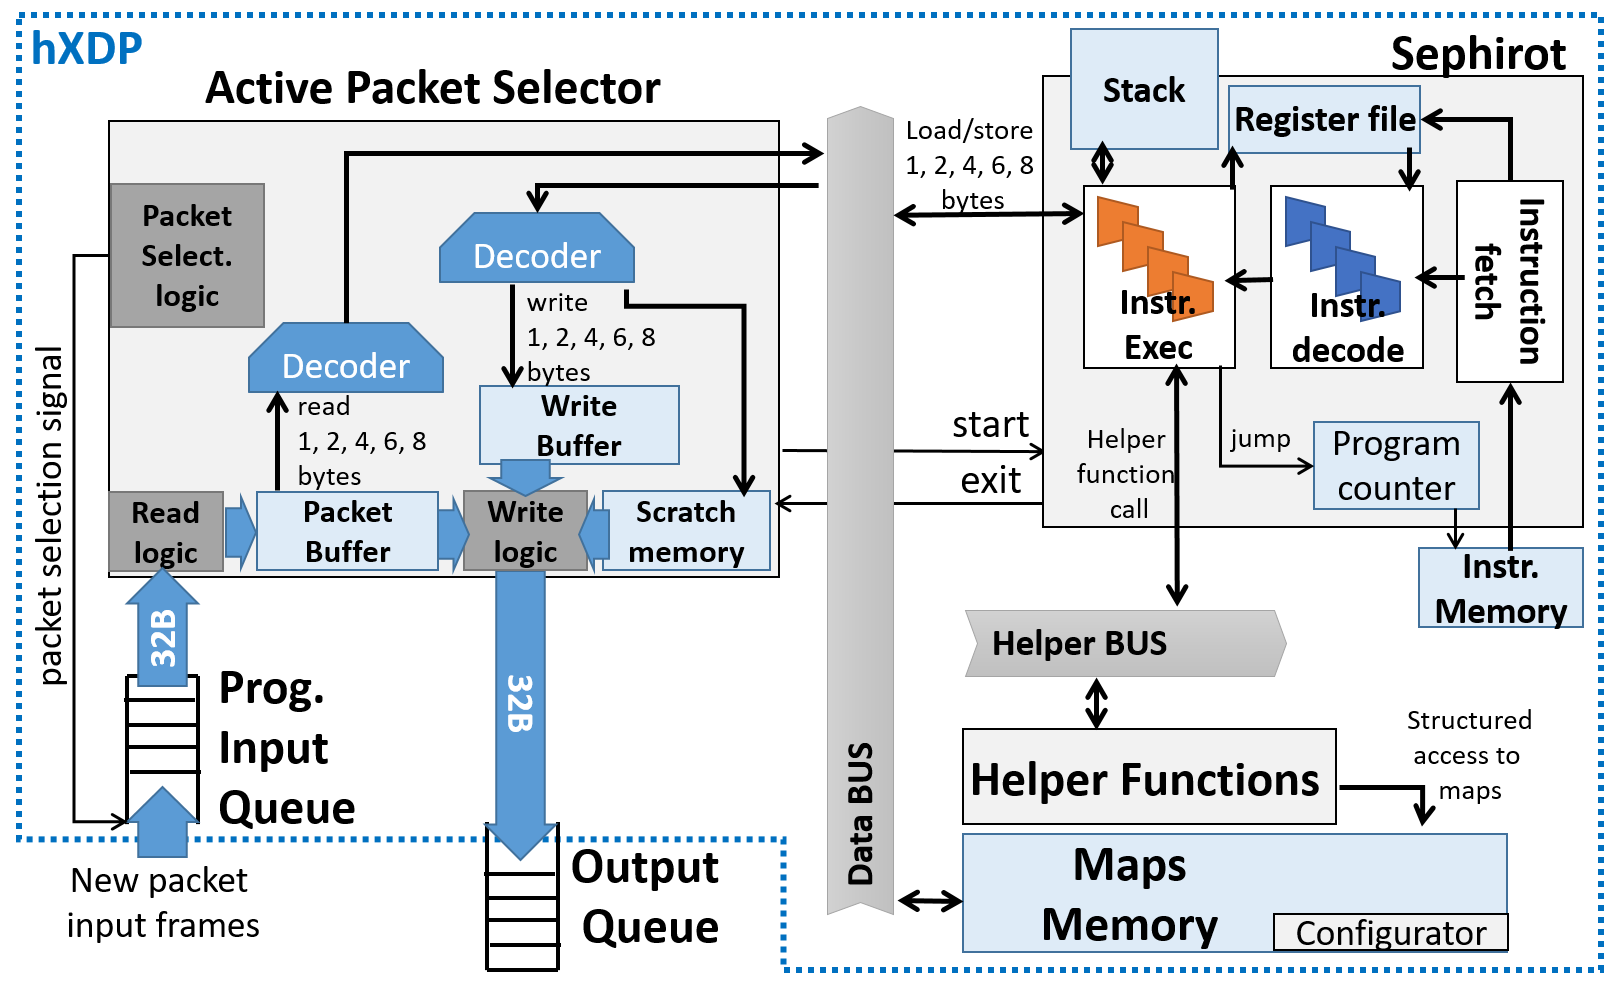 hXDP
Active Packet Selector
Packet
Select.
logic
Decoder
write
1, 2, 4, 6, 8
bytes
Decoder
read
1, 2, 4, 6, 8
bytes
Write
Buffer
Read
logic
Packet
Buffer
Write
logic
Scratch
memory
packet selection signal
32B
Prog.
Input
Queue
New packet
input frames
32B
Output
Queue
Data BUS
Load/store
1, 2, 4, 6, 8
bytes
start
exit
Sephirot
Stack
Register file
Instr.
Exec
Instr.
decode
Instruction
fetch
Helper
function
call
jump
Program
counter
Instr.
Memory
Helper BUS
Helper Functions
Structured
access to
maps
Maps
Memory
Configurator